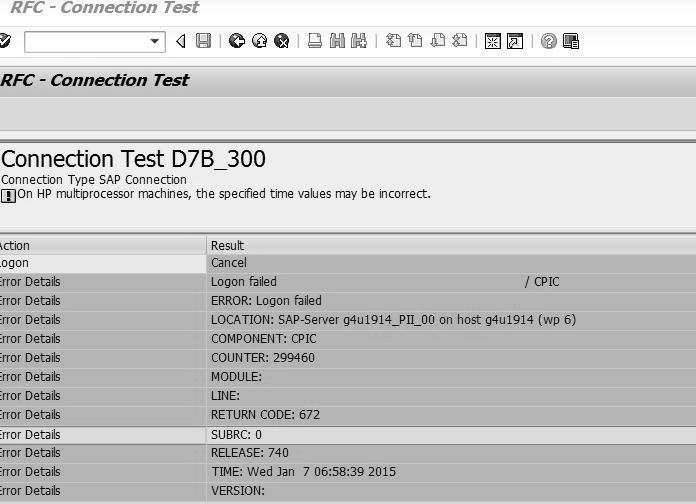 RFC - Connection Test
RFC - Connection Test
Connection Test D7B_300
Connection Type SAP Connection
On HP multiprocessor machines, the specified time values may be incorrect.
Action Result
Logon Cancel
Error Details Logon failed / CPIC
Error Details ERROR: Logon failed
Error Details LOCATION: SAP-Server g4u1914_PII_00 on host g4u1914 (wp 6)
Error Details COMPONENT: CPIC
Error Details COUNTER: 299460
Error Details MODULE:
Error Details LINE:
Error Details RETURN CODE: 672
Error Details SUBRC: 0
Error Details RELEASE: 740
Error Details TIME: Wed Jan 7 06:58:39 2015
Error Details VERSION: